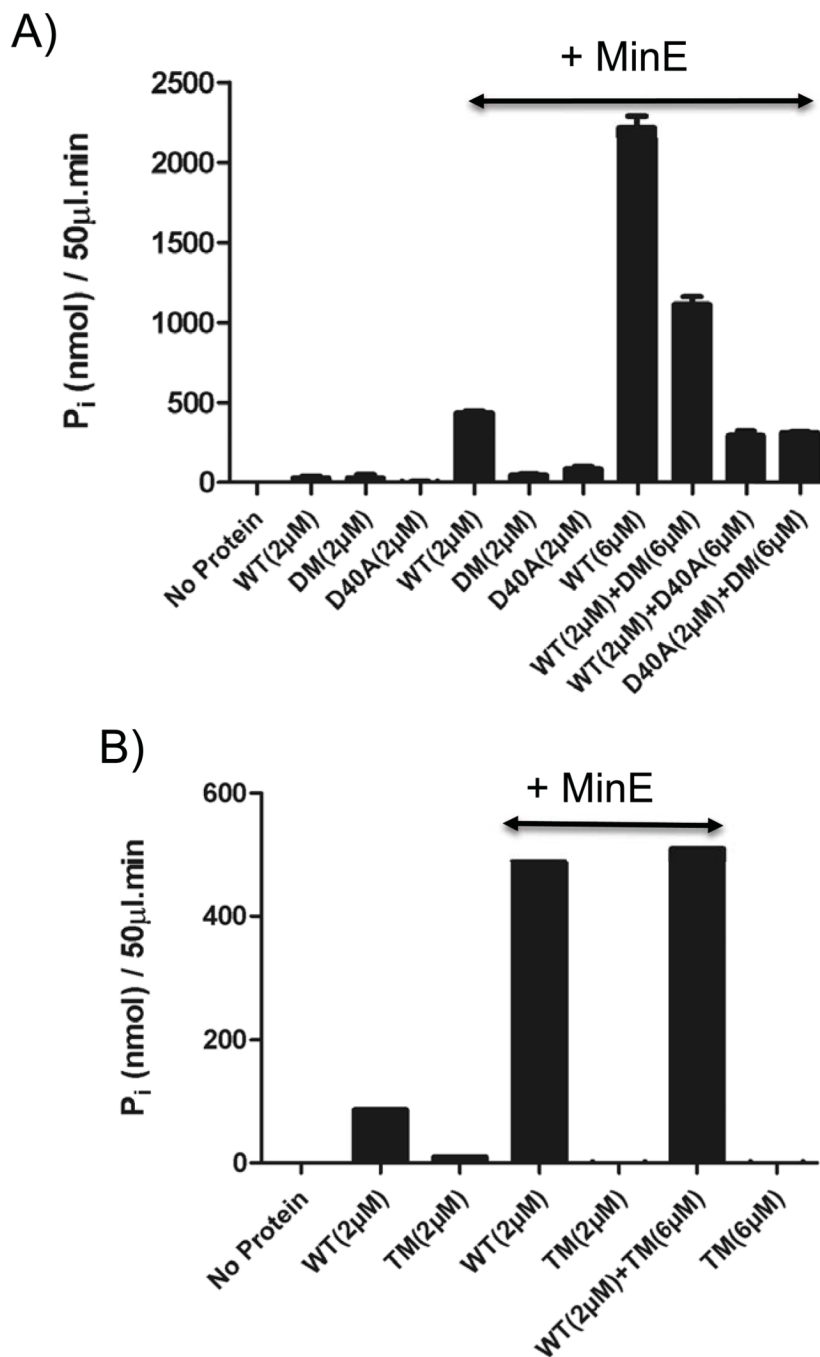 A)
+ MinE
Pi (nmol) / 50μl.min
2500
2000
1500
1000
500
0
No Protein
WT(2μM)
DM(2μM)
D40A(2μM)
WT(2μM)
DM(2μM)
D40A(2μM)
WT(6μM)
WT(2μM)+DM(6μM)
WT(2μM)+D40A(6μM)
D40A(2μM)+DM(6μM)
B)
+ MinE
Pi (nmol) / 50μl.min
600
400
200
0
No Protein
WT(2μM)
TM(2μM)
WT(2μM)
TM(2μM)
WT(2μM)+TM(6μM)
TM(6μM)